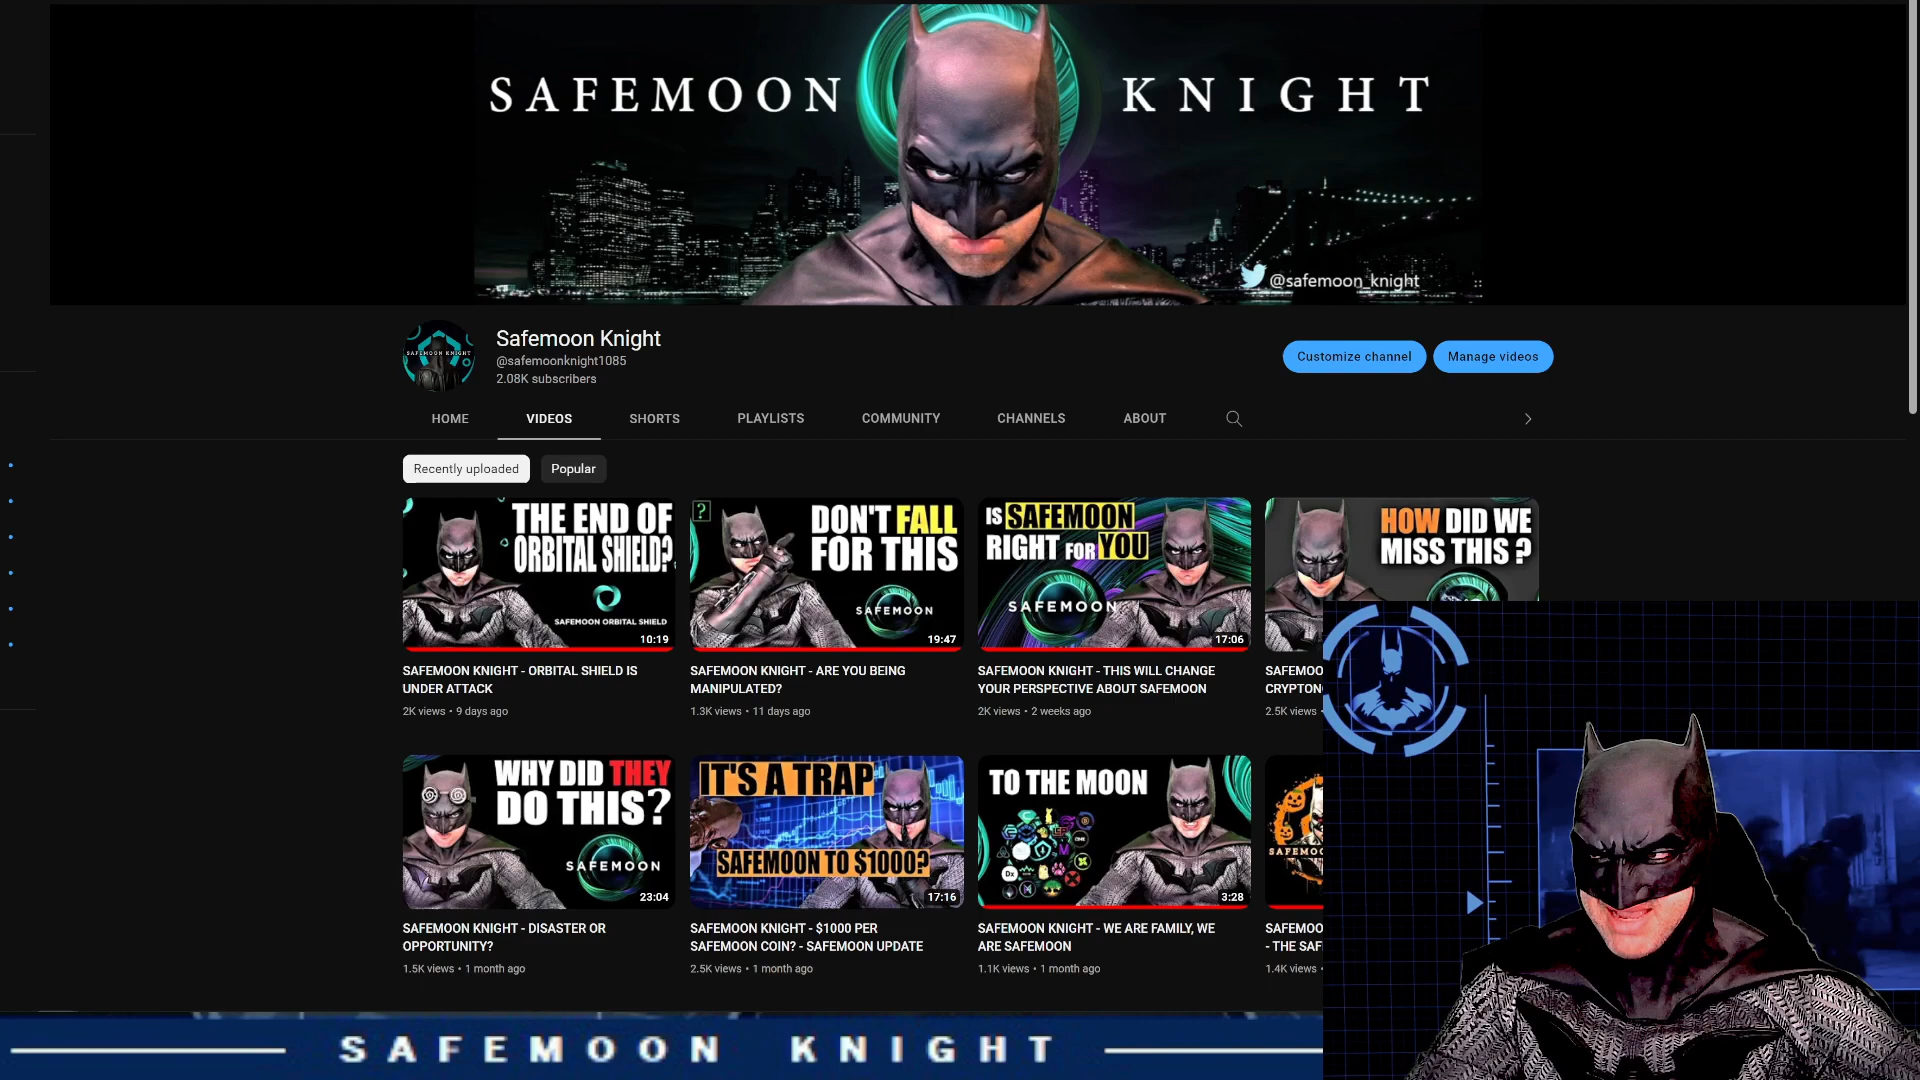 SAFEMOON KNIGHT
@safemoon_knight
SAFEMOON KNIGHT
Safemoon Knight
@safemoonknight1085
2.08K subscribers
Customize channel
Manage videos
HOME
VIDEOS
SHORTS
PLAYLISTS
COMMUNITY
CHANNELS
ABOUT
Recently uploaded
Popular
THE END OF
ORBITAL SHIELD?
SAFEMOON ORBITAL SHIELD
10:19
?
DON'T FALL
FOR THIS
SAFEMOON
19:47
IS SAFEMOON
RIGHT FOR YOU
SAFEMOON
17:06
HOW DID WE
MISS THIS ?
SAFEMOON KNIGHT - ORBITAL SHIELD IS
UNDER ATTACK
2K views • 9 days ago
SAFEMOON KNIGHT - ARE YOU BEING
MANIPULATED?
1.3K views • 11 days ago
SAFEMOON KNIGHT - THIS WILL CHANGE
YOUR PERSPECTIVE ABOUT SAFEMOON
2K views • 2 weeks ago
SAFEMOO
CRYPTON
2.5K views •
WHY DID THEY
DO THIS?
SAFEMOON
23:04
IT'S A TRAP
SAFEMOON TO $1000?
17:16
TO THE MOON
Dx
3:28
SAFEMOO
SAFEMOON KNIGHT - DISASTER OR
OPPORTUNITY?
1.5K views • 1 month ago
SAFEMOON KNIGHT - $1000 PER
SAFEMOON COIN? - SAFEMOON UPDATE
2.5K views • 1 month ago
SAFEMOON KNIGHT - WE ARE FAMILY, WE
ARE SAFEMOON
1.1K views • 1 month ago
SAFEMOO
- THE SAF
1.4K views •
SAFEMOON KNIGHT